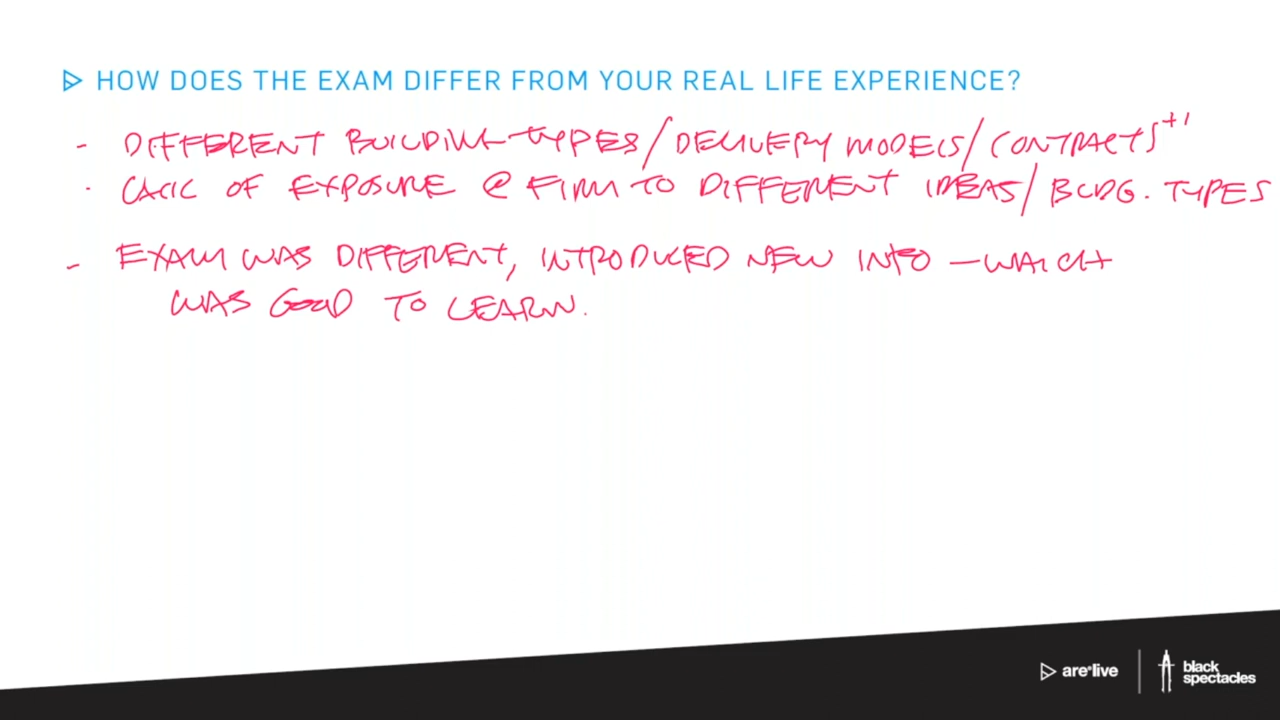 HOW DOES THE EXAM DIFFER FROM YOUR REAL LIFE EXPERIENCE?
- DIFFERENT BUILDING TYPES/DELIVERY MODELS/CONTRACTS +1
- LACK OF EXPOSURE @ FIRM TO DIFFERENT IDEAS/BLDG. TYPES
- EXAM WAS DIFFERENT, INTRODUCED NEW INFO – WHICH
WAS GOOD TO LEARN.
are®live
black
spectacles